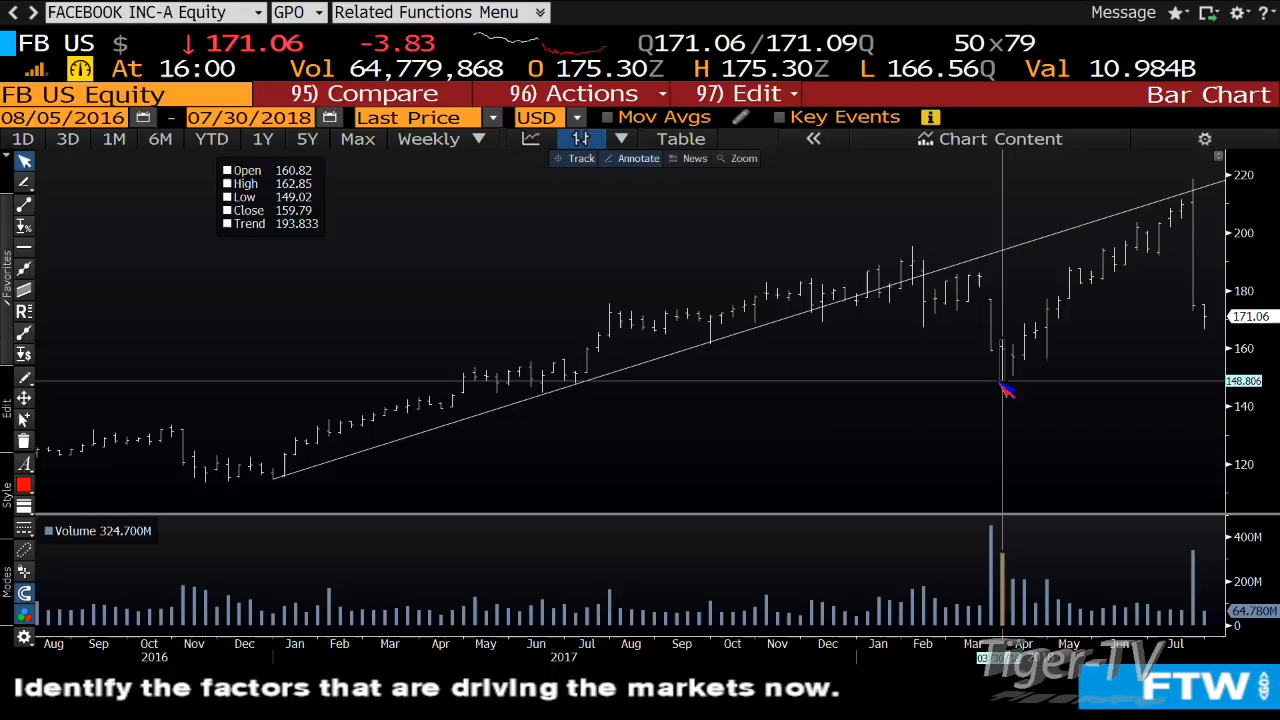 FACEBOOK INC-A Equity GPO Related Functions Menu Message
FB US $ ↓ 171.06 -3.83 Q171.06/171.09Q 50x79
At 16:00 Vol 64,779,868 O 175.30Z H 175.30Z L 166.56Q Val 10.984B
FB US Equity 95) Compare 96) Actions 97) Edit Bar Chart
08/05/2016 - 07/30/2018 Last Price USD Mov Avgs Key Events
1D 3D 1M 6M YTD 1Y 5Y Max Weekly Table Chart Content
Track Annotate News Zoom
Open 160.82
High 162.85
Low 149.02
Close 159.79
Trend 193.833
220
200
180
171.06
160
148.806
140
120
Favorites
Edit
Style
Modes
Volume 324.700M
400M
200M
64.780M
0
Aug Sep Oct Nov Dec Jan Feb Mar Apr May Jun Jul Aug Sep Oct Nov Dec Jan Feb Mar Apr May Jun Jul
2016 2017 2018
Tiger-TV
Identify the factors that are driving the markets now.
FTW